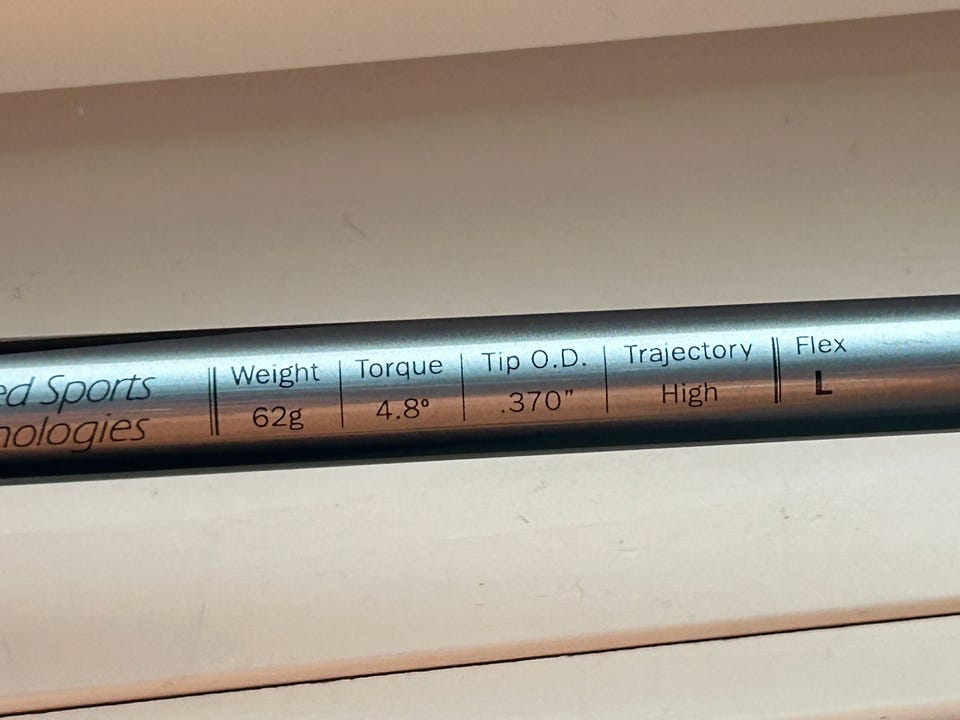 ed Sports
nologies
Weight Torque Tip O.D. Trajectory Flex
62g 4.8° .370" High L